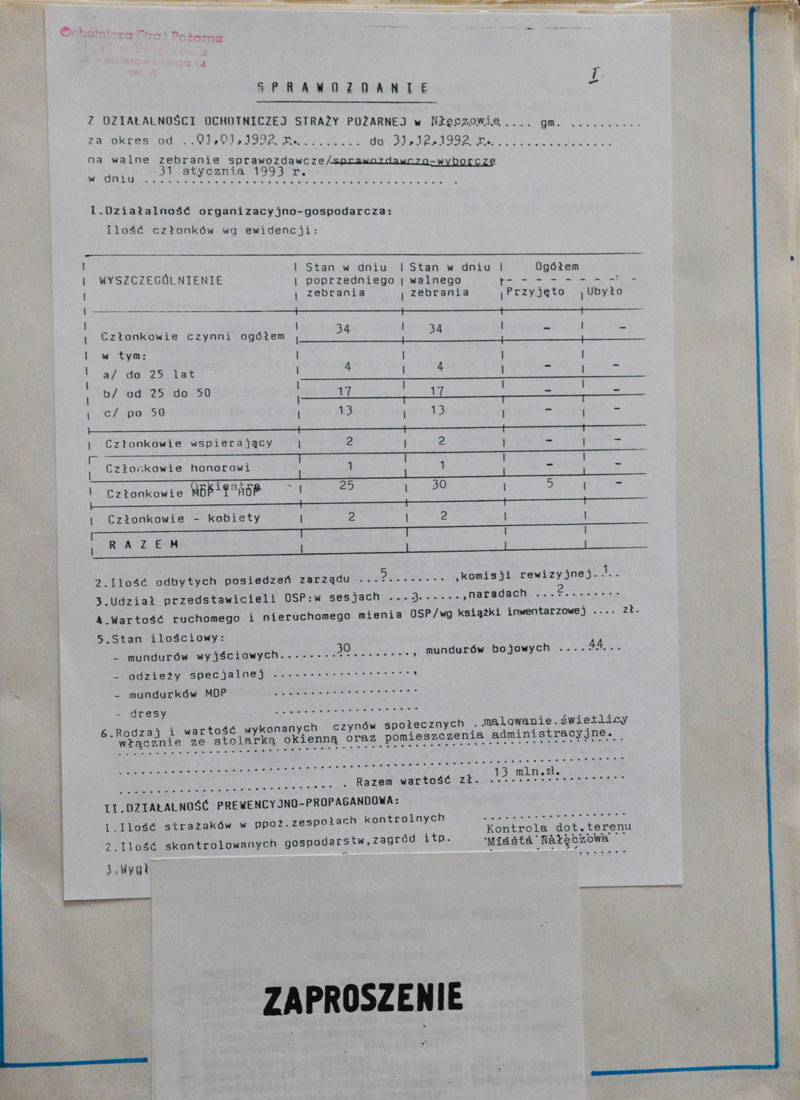 Ochotnicza Straż Pożarna
I
SPRAWOZDANIE
Z DZIAŁALNOŚCI OCHOTNICZEJ STRAŻY POŻARNEJ w Nałęczowie.... gm. ..........
za okres od ..01.01.1992. r........... do 31.12.1992. r................
na walne zebranie sprawozdawcze/sprawozdawczo-wyborcze
w dniu 31 stycznia 1993 r.
I.Działalność organizacyjno-gospodarcza:
Ilość członków wg ewidencji:
WYSZCZEGÓLNIENIE | Stan w dniu poprzedniego zebrania | Stan w dniu walnego zebrania | Ogółem Przyjęto | Ubyło
Członkowie czynni ogółem | 34 | 34 | - | -
w tym:
a/ do 25 lat | 4 | 4 | - | -
b/ od 25 do 50 | 17 | 17 | - | -
c/ po 50 | 13 | 13 | - | -
Członkowie wspierający | 2 | 2 | - | -
Członkowie honorowi | 1 | 1 | - | -
Członkowie Orkiestra MDP i HDP | 25 | 30 | 5 | -
Członkowie - kobiety | 2 | 2
R A Z E M
2.Ilość odbytych posiedzeń zarządu ...5........ ,komisji rewizyjnej..1..
3.Udział przedstawicieli OSP:w sesjach ...3......,naradach ...2........
4.Wartość ruchomego i nieruchomego mienia OSP/wg książki inwentarzowej .... zł.
5.Stan ilościowy:
- mundurów wyjściowych........30........., mundurów bojowych ....44...
- odzieży specjalnej ..................,
- mundurków MDP ..................
- dresy ..................
6.Rodzaj i wartość wykonanych czynów społecznych ..malowanie.świetlicy
włącznie ze stolarką okienną oraz pomieszczenia administracyjne.
Razem wartość zł. 13 mln.zł.
II.DZIAŁALNOŚĆ PREWENCYJNO-PROPAGANDOWA:
1.Ilość strażaków w ppoż.zespołach kontrolnych ..................
2.Ilość skontrolowanych gospodarstw,zagród itp. Kontrola dot.terenu
Miasta Nałęczowa
3.Wygł
ZAPROSZENIE